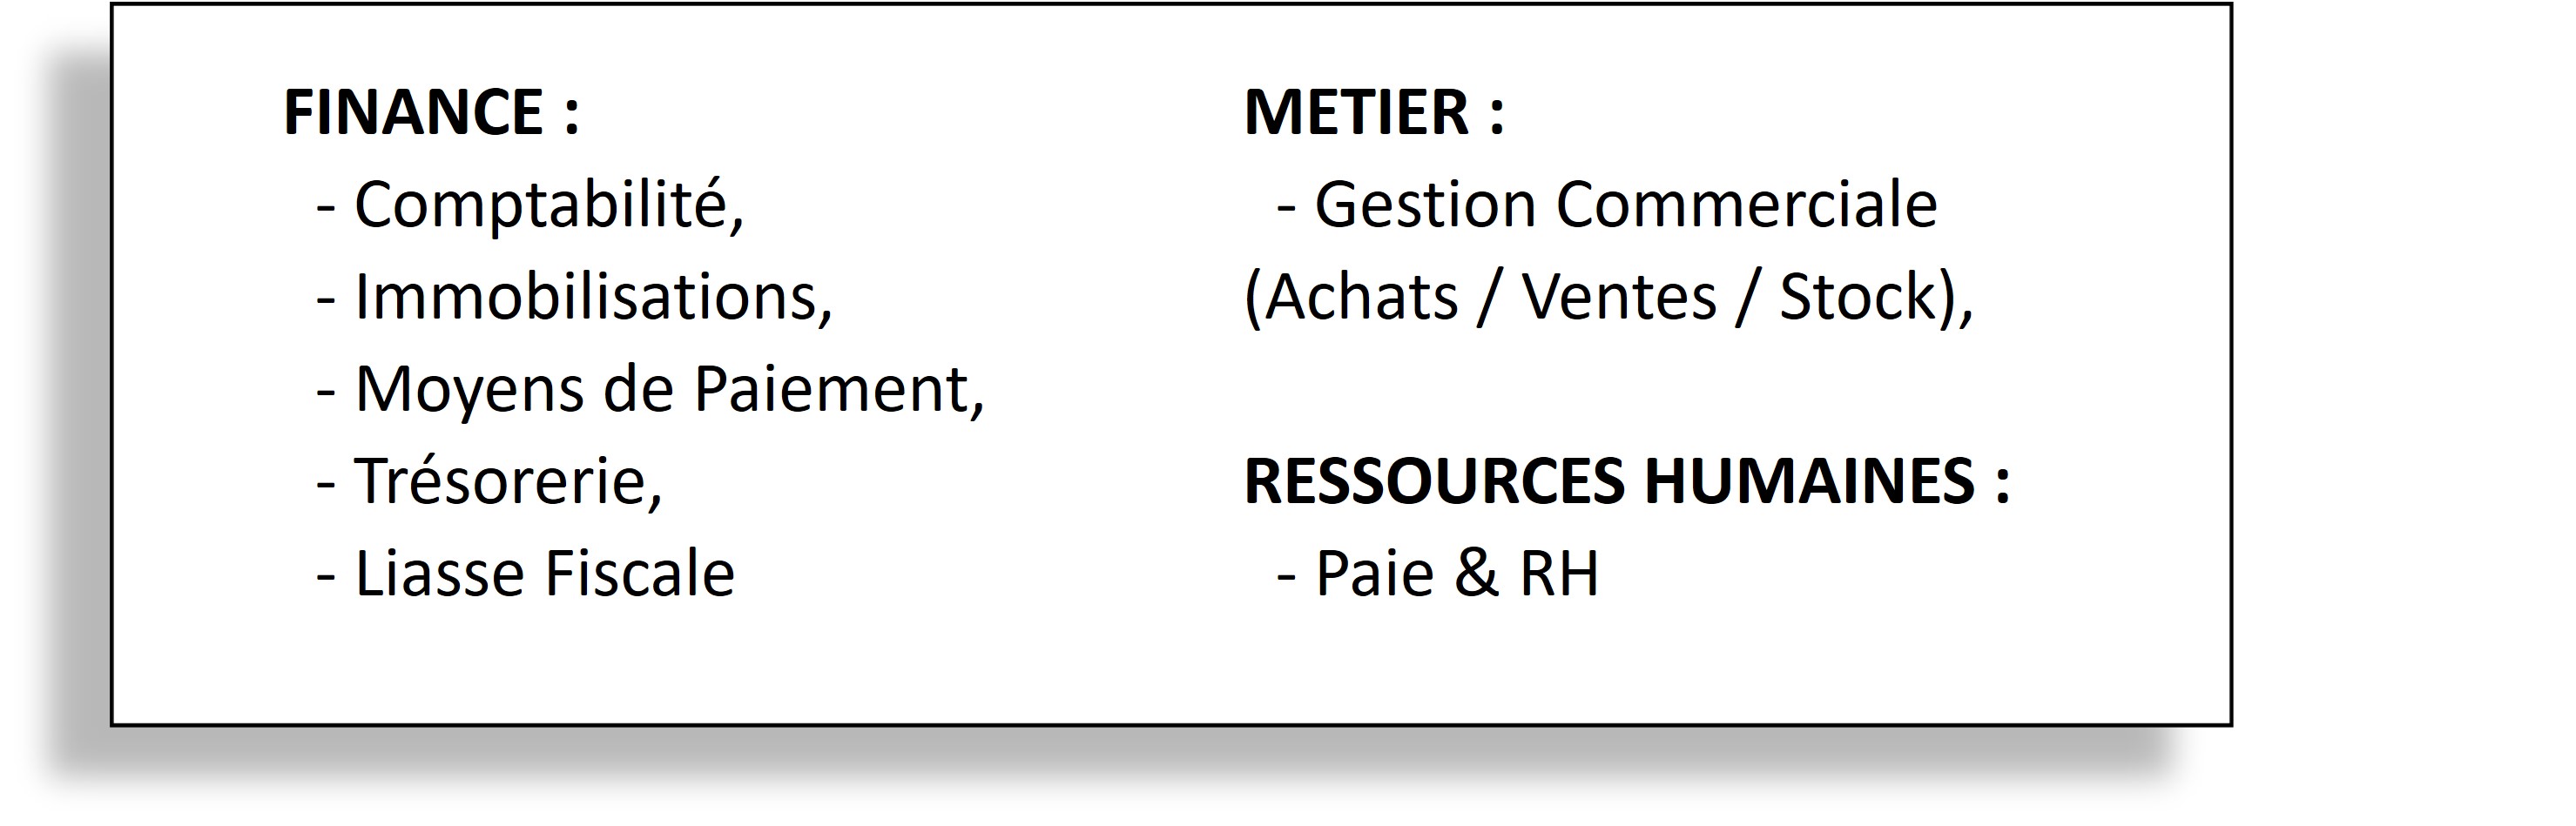 FINANCE :
- Comptabilité,
- Immobilisations,
- Moyens de Paiement,
- Trésorerie,
- Liasse Fiscale
METIER :
- Gestion Commerciale
(Achats / Ventes / Stock),
RESSOURCES HUMAINES :
- Paie & RH